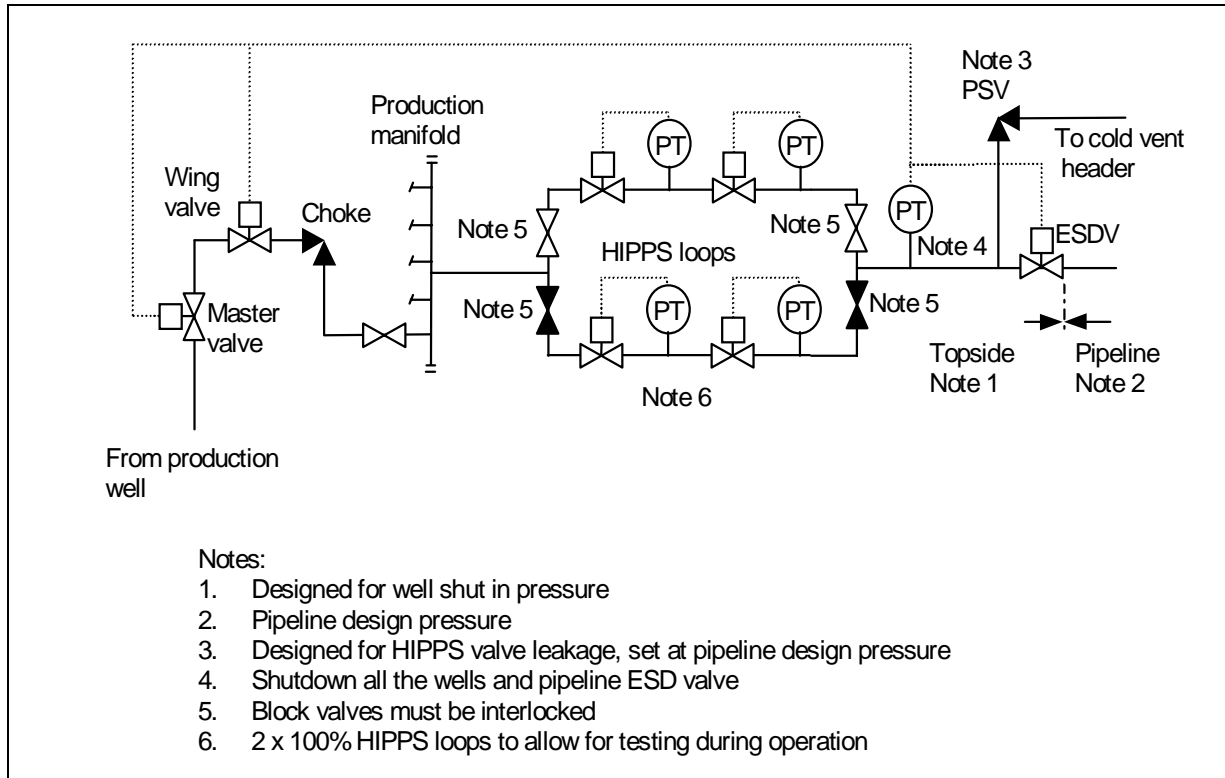 Note 3
PSV
To cold vent
header
Production
manifold
PT
PT
Wing
valve
Choke
Note 5
Note 5
PT
ESDV
HIPPS loops
Note 4
Note 5
Note 5
Master
valve
PT
PT
Topside
Note 1
Pipeline
Note 2
Note 6
From production
well
Notes:
1. Designed for well shut in pressure
2. Pipeline design pressure
3. Designed for HIPPS valve leakage, set at pipeline design pressure
4. Shutdown all the wells and pipeline ESD valve
5. Block valves must be interlocked
6. 2 x 100% HIPPS loops to allow for testing during operation